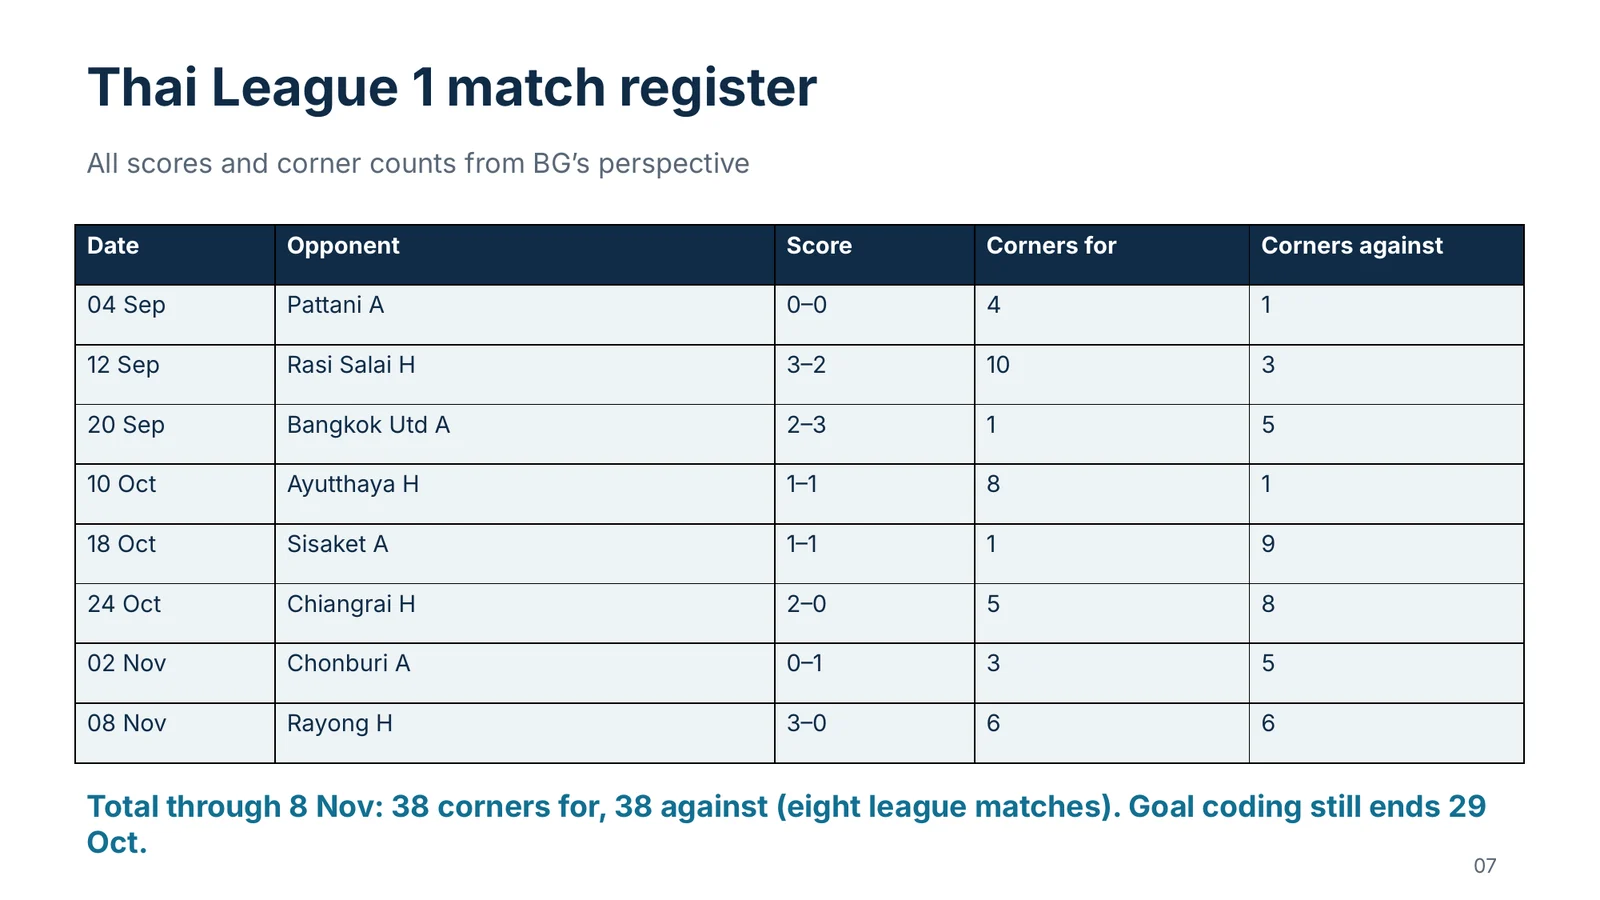 Thai League 1 match register
All scores and corner counts from BG’s perspective
Date Opponent Score Corners for Corners against
04 Sep Pattani A 0–0 4 1
12 Sep Rasi Salai H 3–2 10 3
20 Sep Bangkok Utd A 2–3 1 5
10 Oct Ayutthaya H 1–1 8 1
18 Oct Sisaket A 1–1 1 9
24 Oct Chiangrai H 2–0 5 8
02 Nov Chonburi A 0–1 3 5
08 Nov Rayong H 3–0 6 6
Total through 8 Nov: 38 corners for, 38 against (eight league matches). Goal coding still ends 29
Oct.
07